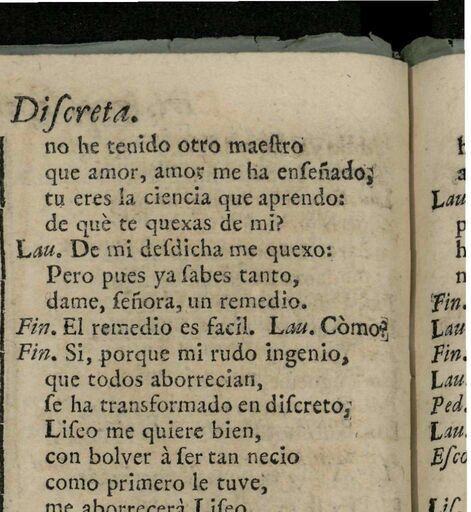 Diſcreta.
no he tenido otro maeſtro
que amor, amor me ha enſeñado;
tu eres la ciencia que aprendo:
de què te quexas de mi?
Lau. De mi deſdicha me quexo:
Pero pues ya ſabes tanto,
dame, ſeñora, un remedio.
Fin. El remedio es facil. Lau. Còmo?
Fin. Si, porque mi rudo ingenio,
que todos aborrecian,
ſe ha transformado en diſcreto;
Liſeo me quiere bien,
con bolver à ſer tan necio
como primero le tuve,
me aborrecerà Liſeo
Lau.
p
h
n
Fin.
Lau
Fin.
Lau
Ped.
Lau.
Eſco
Liſ.